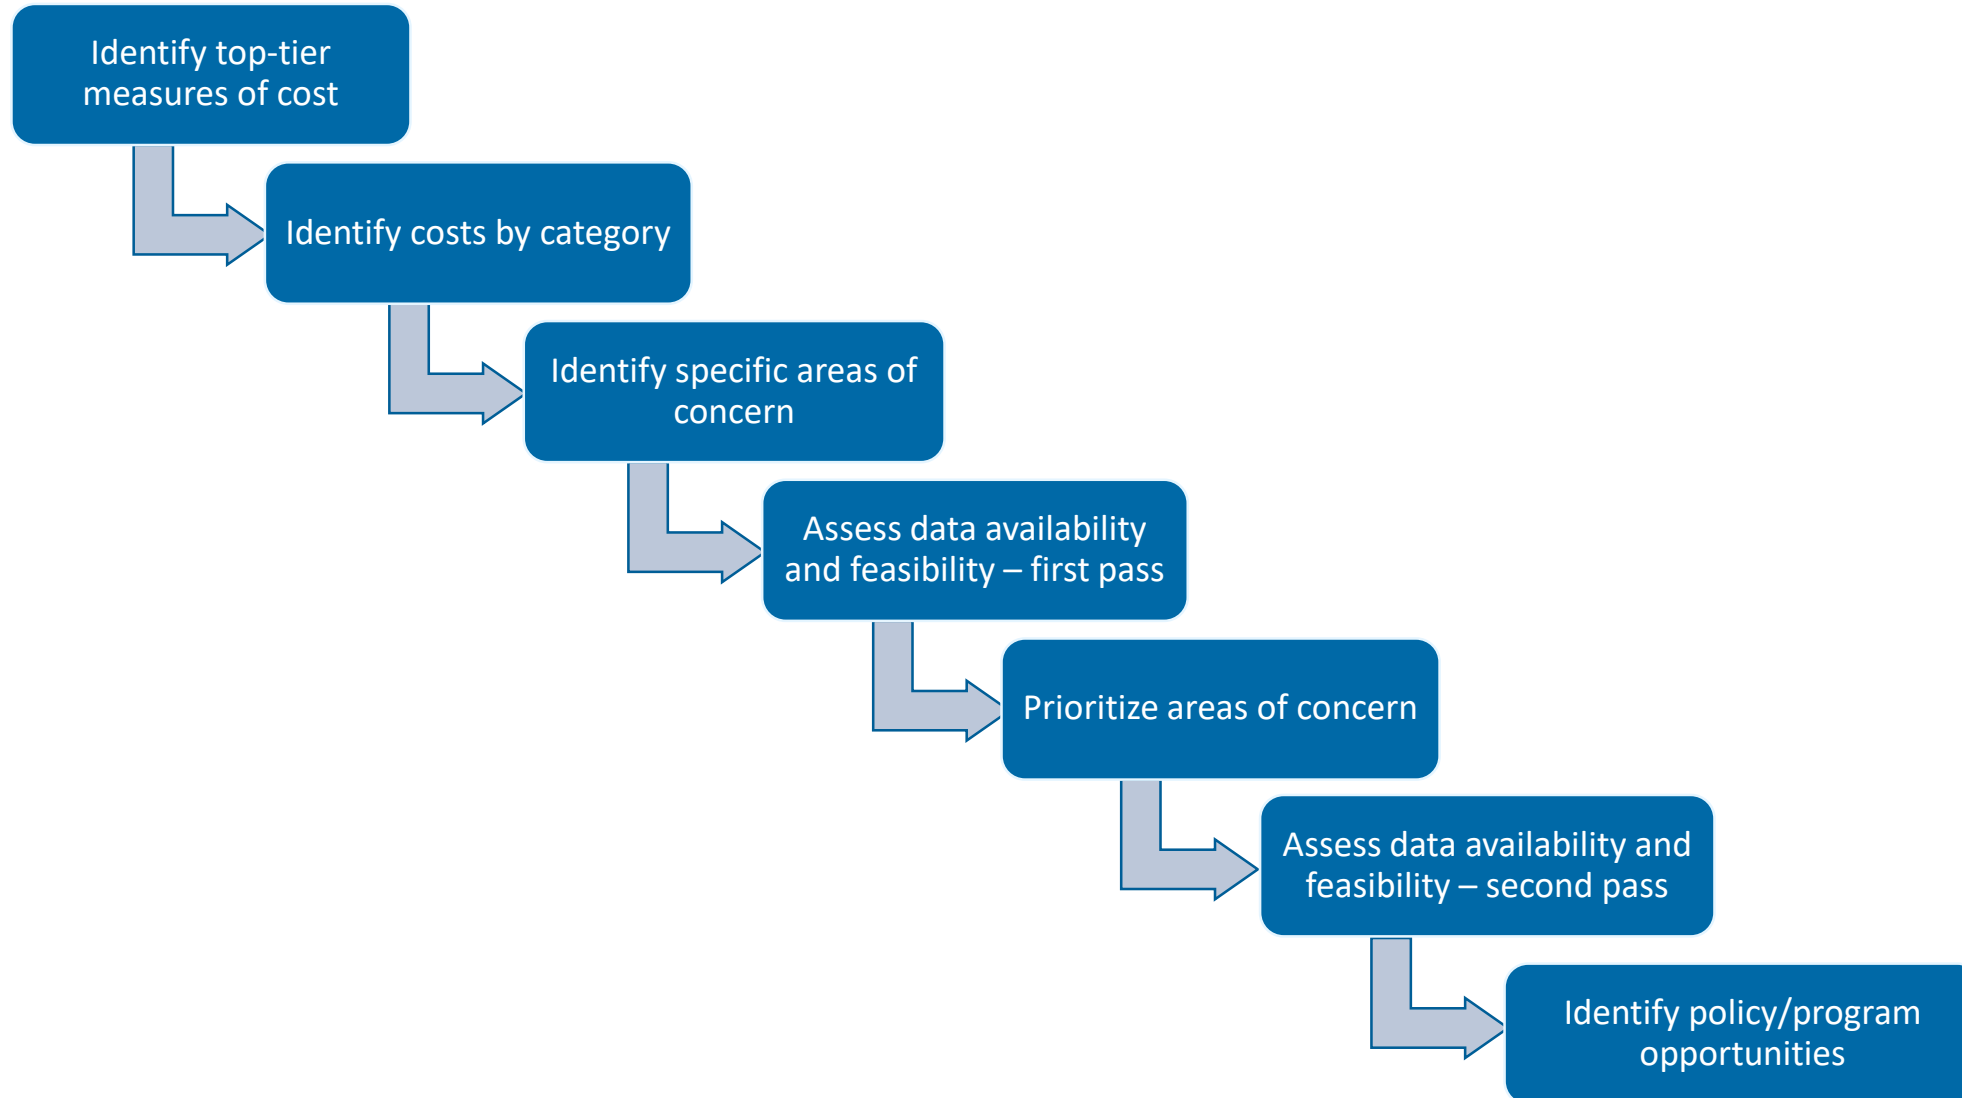 Identify top-tier
measures of cost
Identify costs by category
Identify specific areas of
concern
Assess data availability
and feasibility – first pass
Prioritize areas of concern
Assess data availability and
feasibility – second pass
Identify policy/program
opportunities